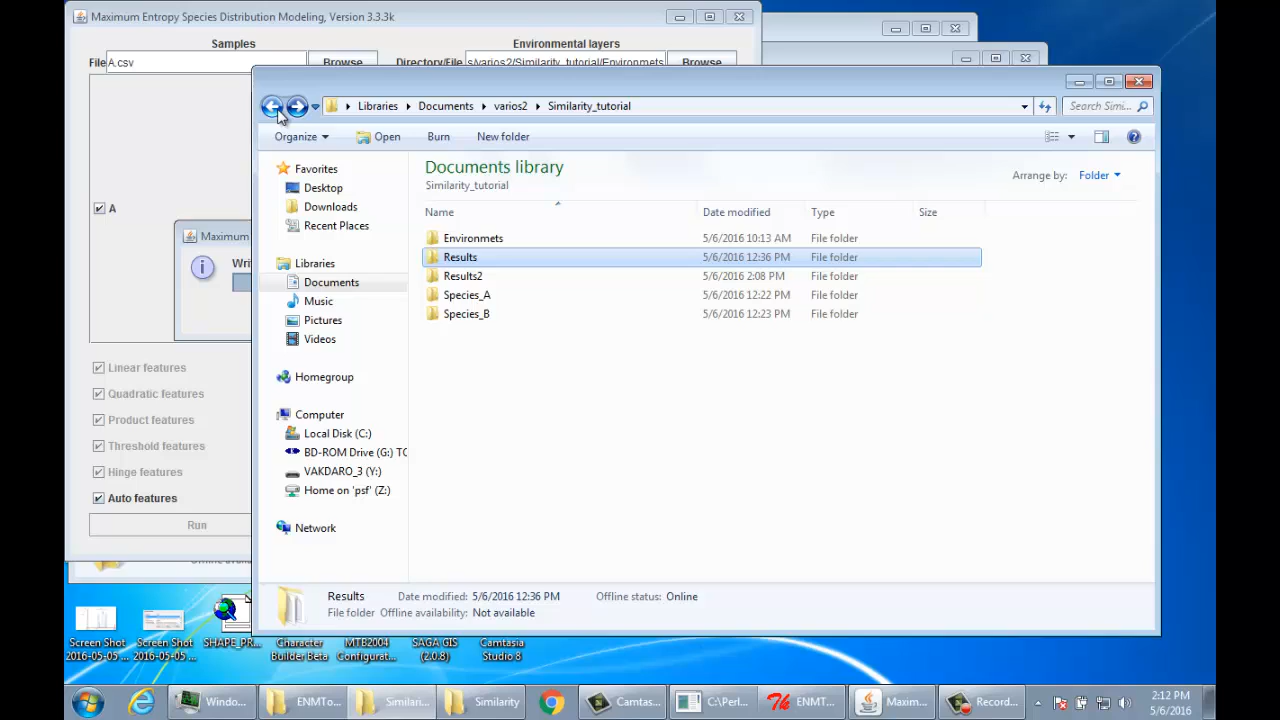 Maximum Entropy Species Distribution Modeling, Version 3.3.3k
Samples
Environmental layers
File A.csv
Browse
Directory/File s/varios2/Similarity_tutorial/Environmets
Browse
Libraries
Documents
varios2
Similarity_tutorial
Search Simi...
Organize
Open
Burn
New folder
Favorites
Desktop
Downloads
Recent Places
Libraries
Documents
Music
Pictures
Videos
Homegroup
Computer
Local Disk (C:)
BD-ROM Drive (G:) TC
VAKDARO_3 (Y:)
Home on 'psf' (Z:)
Network
Documents library
Similarity_tutorial
Arrange by: Folder
Name Date modified Type Size
Environmets 5/6/2016 10:13 AM File folder
Results 5/6/2016 12:36 PM File folder
Results2 5/6/2016 2:08 PM File folder
Species_A 5/6/2016 12:22 PM File folder
Species_B 5/6/2016 12:23 PM File folder
A
Maximum
Writ
Linear features
Quadratic features
Product features
Threshold features
Hinge features
Auto features
Run
Results Date modified: 5/6/2016 12:36 PM Offline status: Online
File folder Offline availability: Not available
Screen Shot
2016-05-05 ...
Screen Shot
2016-05-05 ...
SHAPE_PR...
Character
Builder Beta
MTB2004
Configurat...
SAGA GIS
(2.0.8)
Camtasia
Studio 8
Windo...
ENMTo...
Similari...
Similarity
Camtas...
C:\Perl...
ENMT...
Maxim...
Record...
2:12 PM
5/6/2016